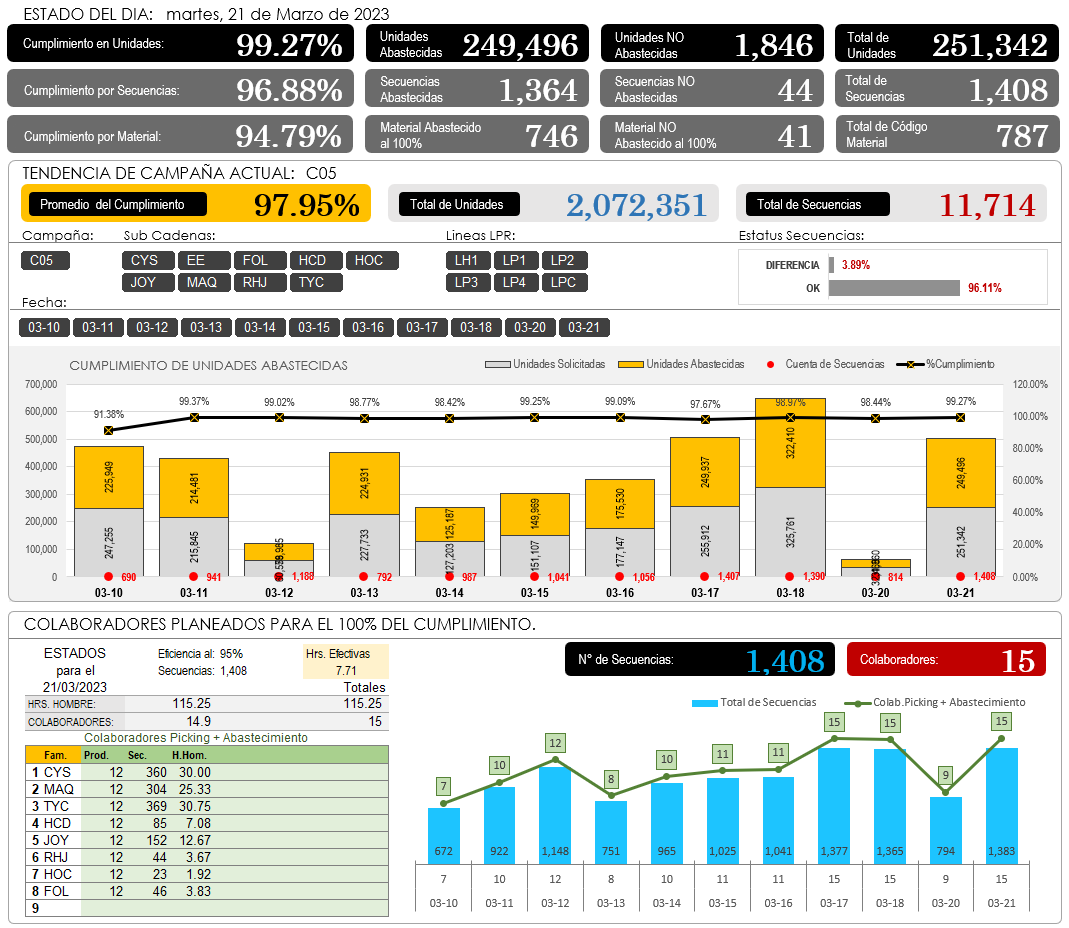 ESTADO DEL DIA: martes, 21 de Marzo de 2023
Cumplimiento en Unidades: 99.27%
Unidades Abastecidas 249,496
Unidades NO Abastecidas 1,846
Total de Unidades 251,342
Cumplimiento por Secuencias: 96.88%
Secuencias Abastecidas 1,364
Secuencias NO Abastecidas 44
Total de Secuencias 1,408
Cumplimiento por Material: 94.79%
Material Abastecido al 100% 746
Material NO Abastecido al 100% 41
Total de Código Material 787
TENDENCIA DE CAMPAÑA ACTUAL: C05
Promedio del Cumplimiento 97.95%
Total de Unidades 2,072,351
Total de Secuencias 11,714
Campaña: Sub Cadenas: Lineas LPR: Estatus Secuencias:
C05 CYS EE FOL HCD HOC LH1 LP1 LP2
JOY MAQ RHJ TYC LP3 LP4 LPC
DIFERENCIA 3.89%
OK 96.11%
Fecha:
03-10 03-11 03-12 03-13 03-14 03-15 03-16 03-17 03-18 03-20 03-21
CUMPLIMIENTO DE UNIDADES ABASTECIDAS
Unidades Solicitadas Unidades Abastecidas Cuenta de Secuencias %Cumplimiento
700,000 600,000 500,000 400,000 300,000 200,000 100,000 0
120.00% 100.00% 80.00% 60.00% 40.00% 20.00% 0.00%
91.38% 99.37% 99.02% 98.77% 98.42% 99.25% 99.09% 97.67% 98.97% 98.44% 99.27%
225,949 214,481 224,931 125,187 149,969 175,530 249,937 322,410 249,496
247,255 215,845 227,733 127,203 151,107 177,147 255,912 325,761 251,342
690 941 1,188 792 987 1,041 1,056 1,407 1,390 814 1,408
03-10 03-11 03-12 03-13 03-14 03-15 03-16 03-17 03-18 03-20 03-21
COLABORADORES PLANEADOS PARA EL 100% DEL CUMPLIMIENTO.
ESTADOS para el 21/03/2023
Eficiencia al: 95%
Secuencias: 1,408
Hrs. Efectivas
7.71
Totales
HRS. HOMBRE: 115.25 115.25
COLABORADORES: 14.9 15
Colaboradores Picking + Abastecimiento
Fam. Prod. Sec. H.Hom.
1 CYS 12 360 30.00
2 MAQ 12 304 25.33
3 TYC 12 369 30.75
4 HCD 12 85 7.08
5 JOY 12 152 12.67
6 RHJ 12 44 3.67
7 HOC 12 23 1.92
8 FOL 12 46 3.83
9
N° de Secuencias: 1,408
Colaboradores: 15
Total de Secuencias Colab.Picking + Abastecimiento
7 10 12 8 10 11 11 15 15 9 15
672 922 1,148 751 965 1,025 1,041 1,377 1,365 794 1,383
7 10 12 8 10 11 11 15 15 9 15
03-10 03-11 03-12 03-13 03-14 03-15 03-16 03-17 03-18 03-20 03-21